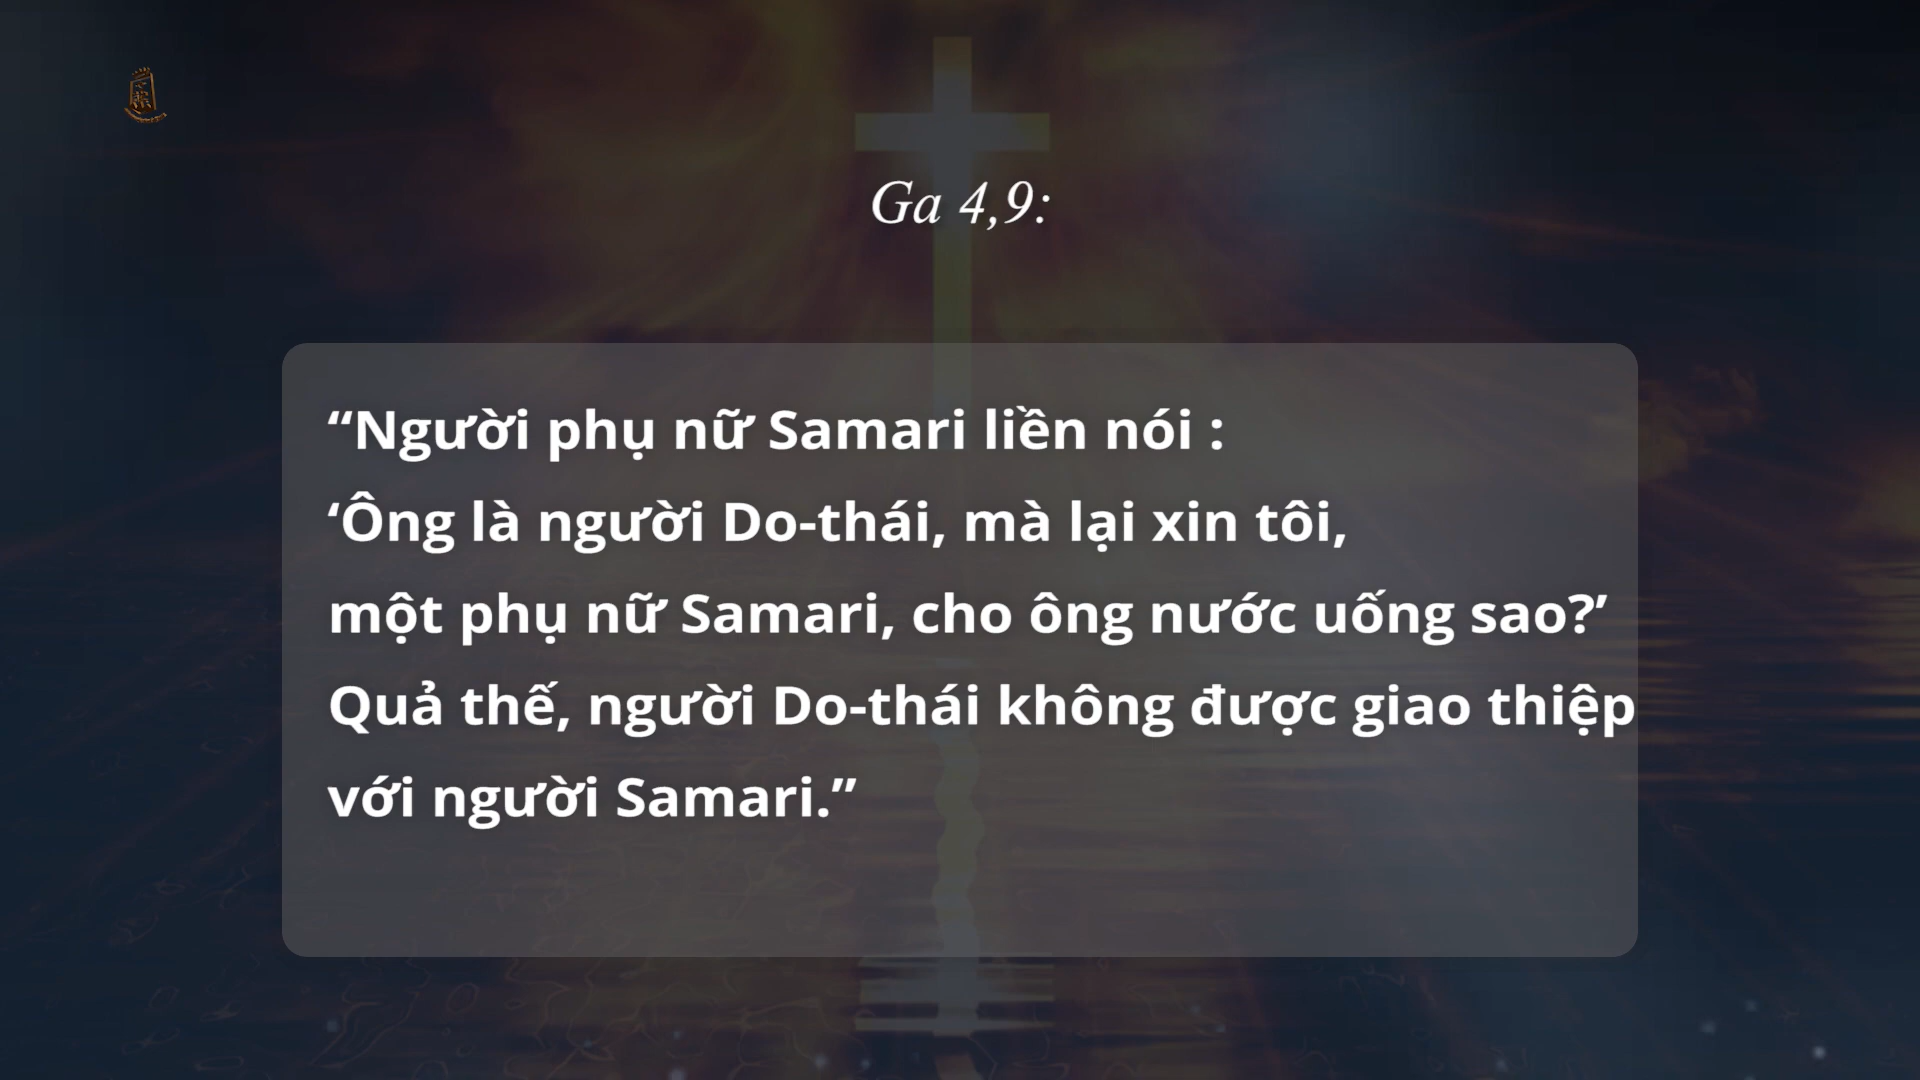 Ga 4,9:
“Người phụ nữ Samari liền nói :
‘Ông là người Do-thái, mà lại xin tôi,
một phụ nữ Samari, cho ông nước uống sao?’
Quả thế, người Do-thái không được giao thiệp
với người Samari.”